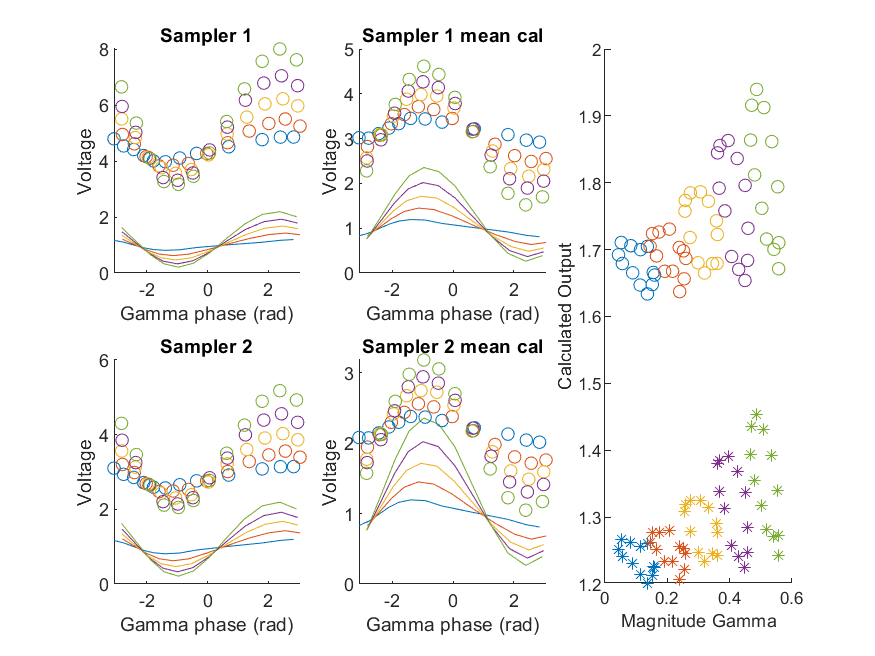 Sampler 1
8
6
4
2
0
Voltage
-2 0 2
Gamma phase (rad)
Sampler 1 mean cal
5
4
3
2
1
0
Voltage
-2 0 2
Gamma phase (rad)
Sampler 2
6
4
2
0
Voltage
-2 0 2
Gamma phase (rad)
Sampler 2 mean cal
3
2
1
0
Voltage
-2 0 2
Gamma phase (rad)
2
1.9
1.8
1.7
1.6
1.5
1.4
1.3
1.2
Calculated Output
0 0.2 0.4 0.6
Magnitude Gamma